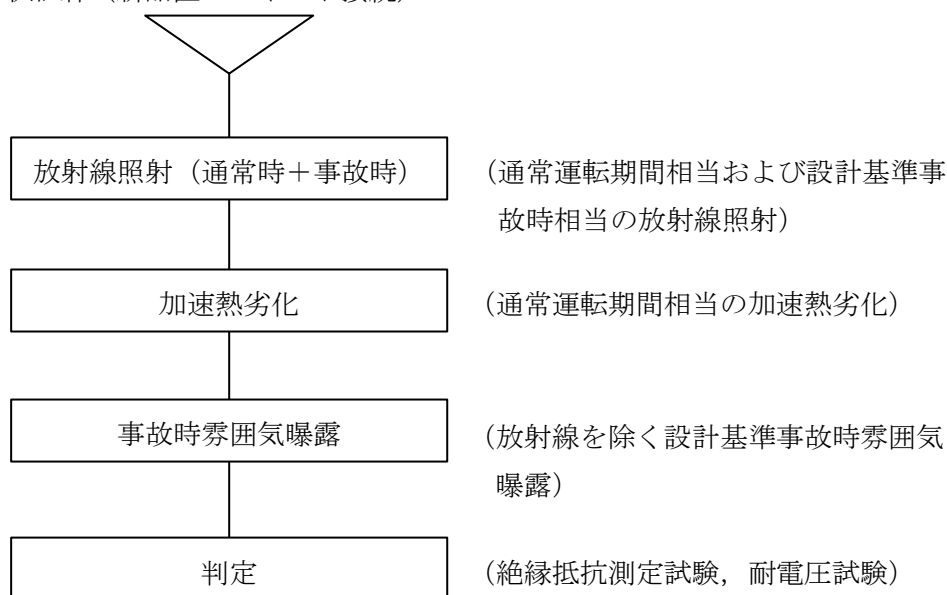 放射線照射（通常時＋事故時）
（通常運転期間相当および設計基準事
故時相当の放射線照射）
加速熱劣化
（通常運転期間相当の加速熱劣化）
事故時雰囲気曝露
（放射線を除く設計基準事故時雰囲気
曝露）
判定
（絶縁抵抗測定試験，耐電圧試験）